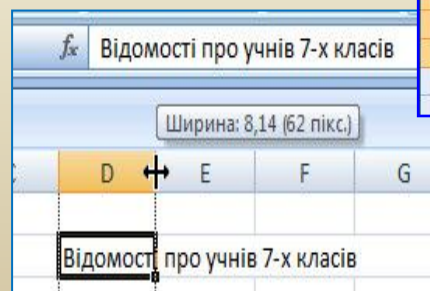 fx Відомості про учнів 7-х класів
Ширина: 8,14 (62 пікс.)
D E F G
Відомості про учнів 7-х класів